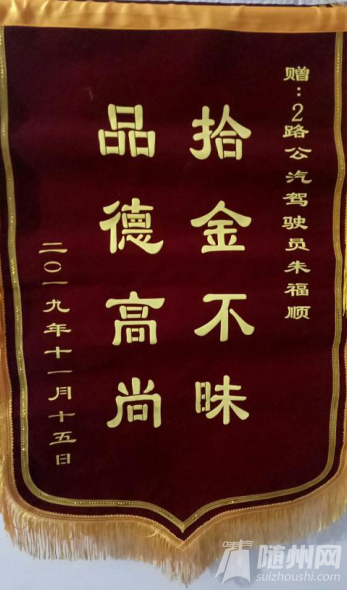 赠：2路公汽驾驶员朱福顺
拾金不昧
品德高尚
二〇一九年十一月十五日
随州网
suizhoushi.com